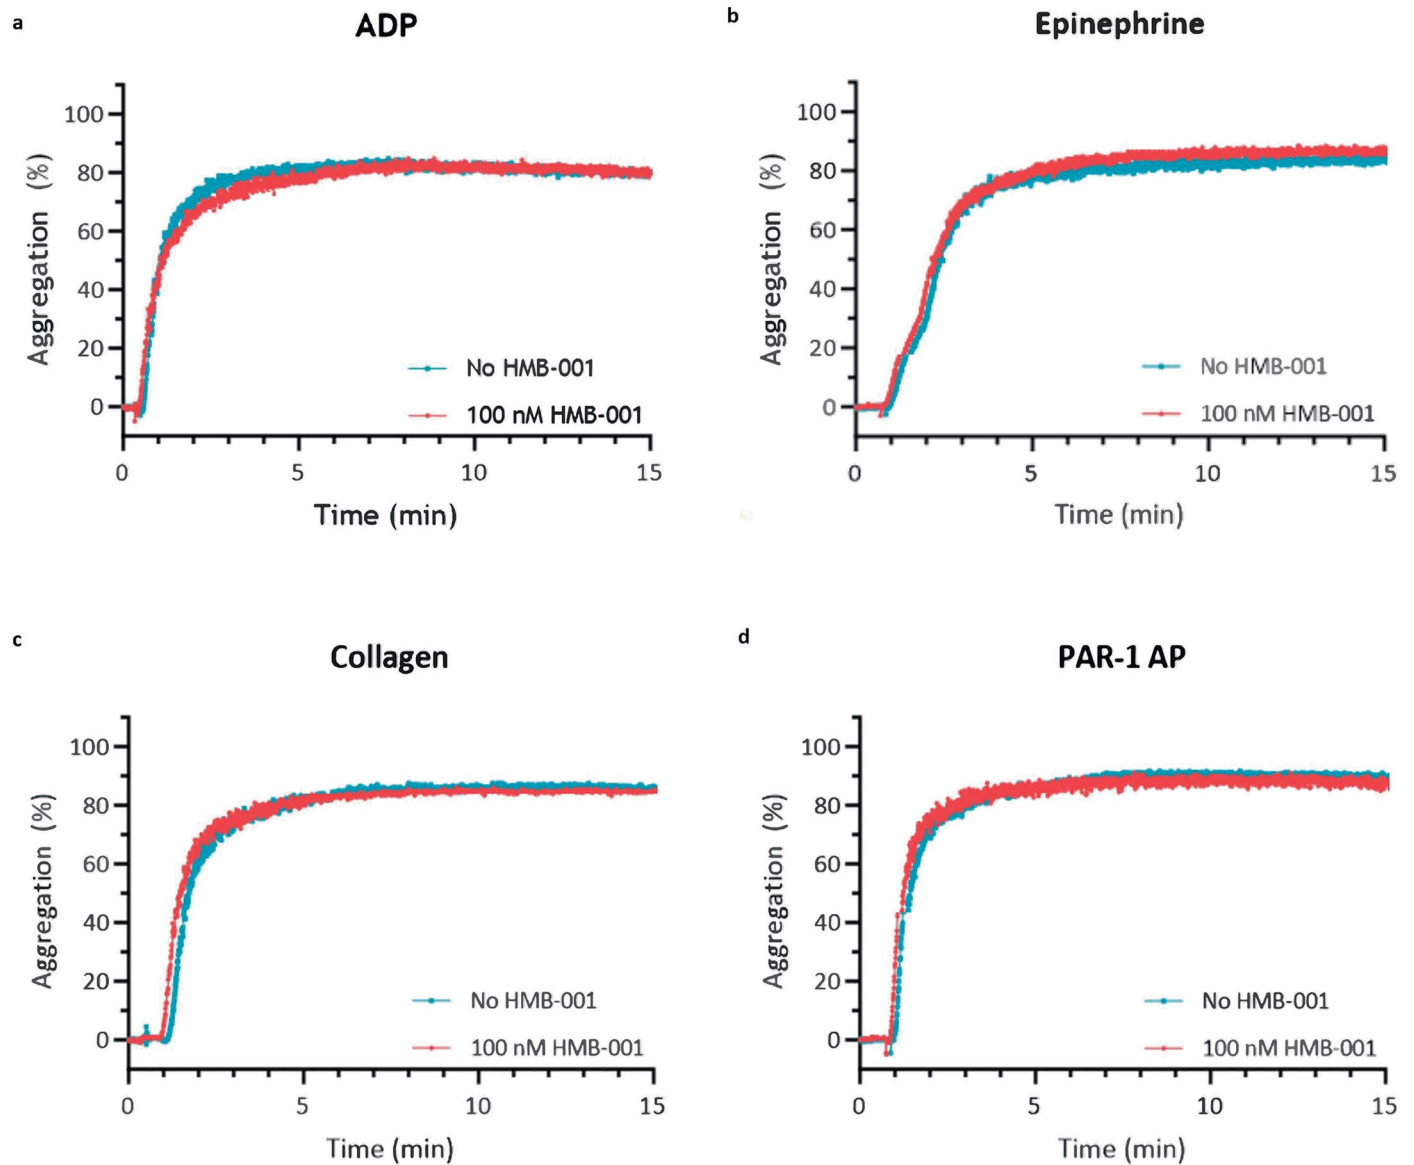 a
ADP
Aggregation (%)
100
80
60
40
20
0
No HMB-001
100 nM HMB-001
0 5 10 15
Time (min)
b
Epinephrine
Aggregation (%)
100
80
60
40
20
0
No HMB-001
100 nM HMB-001
0 5 10 15
Time (min)
c
Collagen
Aggregation (%)
100
80
60
40
20
0
No HMB-001
100 nM HMB-001
0 5 10 15
Time (min)
d
PAR-1 AP
Aggregation (%)
100
80
60
40
20
0
No HMB-001
100 nM HMB-001
0 5 10 15
Time (min)